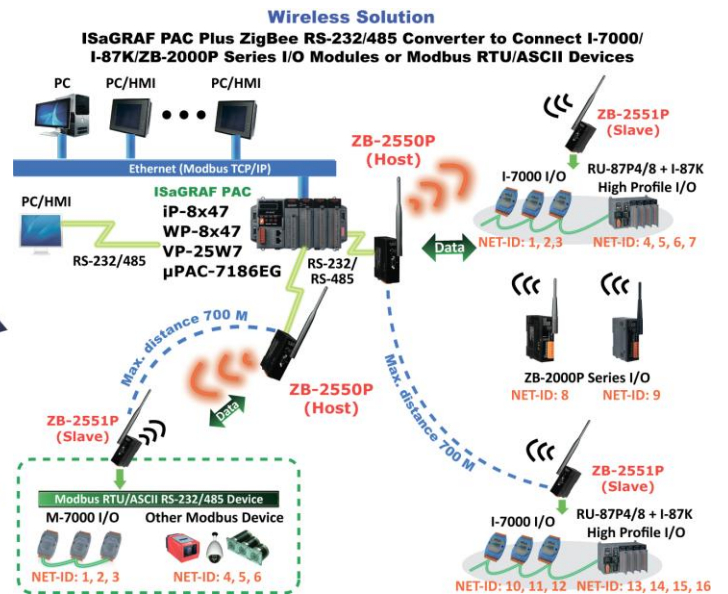 Wireless Solution
ISaGRAF PAC Plus ZigBee RS-232/485 Converter to Connect I-7000/
I-87K/ZB-2000P Series I/O Modules or Modbus RTU/ASCII Devices
PC
PC/HMI
PC/HMI
Ethernet (Modbus TCP/IP)
PC/HMI
RS-232/485
ISaGRAF PAC
iP-8x47
WP-8x47
VP-25W7
µPAC-7186EG
RS-232/
RS-485
ZB-2550P
(Host)
Data
ZB-2551P
(Slave)
I-7000 I/O
RU-87P4/8 + I-87K
High Profile I/O
NET-ID: 1, 2,3
NET-ID: 4, 5, 6, 7
ZB-2000P Series I/O
NET-ID: 8
NET-ID: 9
Max. distance 700 M
Max. distance 700 M
ZB-2550P
(Host)
Data
ZB-2551P
(Slave)
Modbus RTU/ASCII RS-232/485 Device
M-7000 I/O
Other Modbus Device
NET-ID: 1, 2, 3
NET-ID: 4, 5, 6
ZB-2551P
(Slave)
I-7000 I/O
RU-87P4/8 + I-87K
High Profile I/O
NET-ID: 10, 11, 12
NET-ID: 13, 14, 15, 16